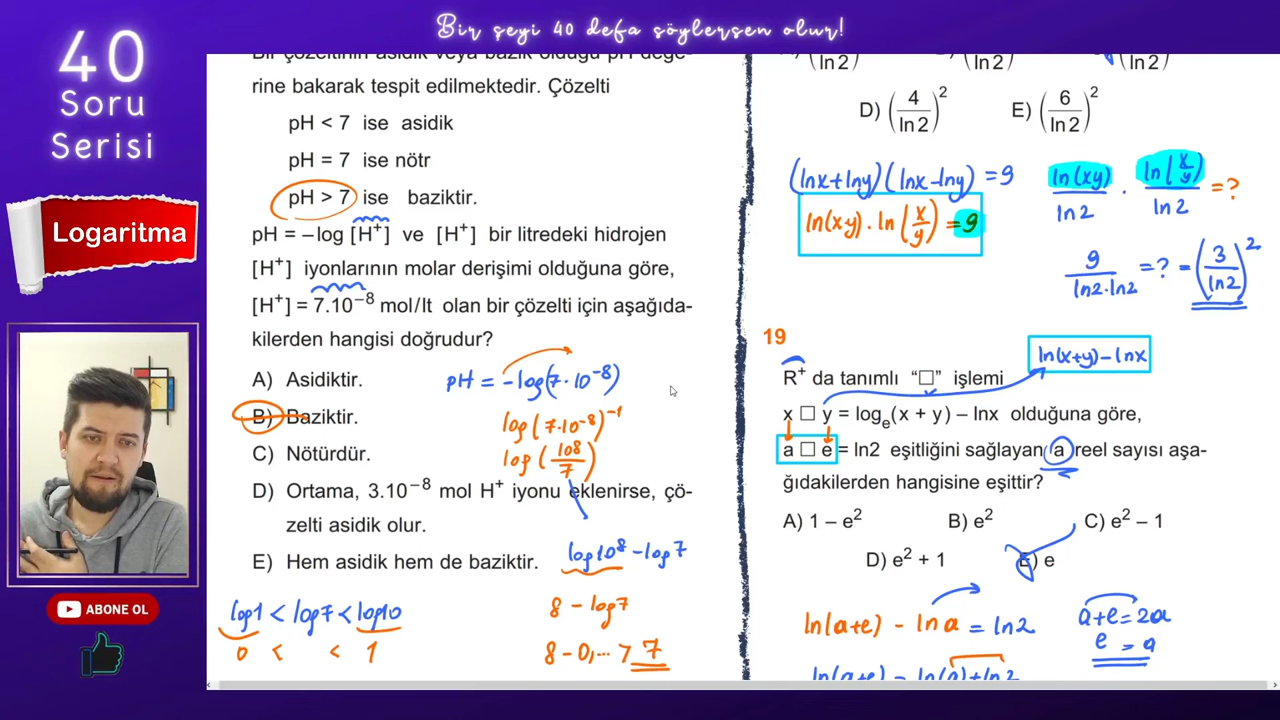 Bir şeyi 40 defa söylersen olur!
40
Soru
Serisi
Logaritma
ABONE OL
rine bakarak tespit edilmektedir. Çözelti
pH < 7 ise asidik
pH = 7 ise nötr
pH > 7 ise baziktir.
pH = –log [H⁺] ve [H⁺] bir litredeki hidrojen
[H⁺] iyonlarının molar derişimi olduğuna göre,
[H⁺] = 7.10⁻⁸ mol/lt olan bir çözelti için aşağıda-
kilerden hangisi doğrudur?
A) Asidiktir.
B) Baziktir.
C) Nötürdür.
D) Ortama, 3.10⁻⁸ mol H⁺ iyonu eklenirse, çö-
zelti asidik olur.
E) Hem asidik hem de baziktir.
pH = -log(7·10⁻⁸)
log(7·10⁻⁸)⁻¹
log(10⁸/7)
log10⁸ - log7
8 - log7
8 - 0,... > 7
log1 < log7 < log10
0 < < 1
(ln2) (ln2) (ln2)
D) (4/ln2)² E) (6/ln2)²
(lnx+lny)(lnx-lny) = 9
ln(xy) · ln(x/y) = 9
ln(xy)/ln2 · ln(x/y)/ln2 = ?
9/ln2·ln2 = ? = (3/ln2)²
19
ln(x+y) - lnx
R⁺ da tanımlı “□” işlemi
x □ y = logₑ(x + y) – lnx olduğuna göre,
a □ e = ln2 eşitliğini sağlayan a reel sayısı aşa-
ğıdakilerden hangisine eşittir?
A) 1 – e² B) e² C) e² – 1
D) e² + 1 E) e
ln(a+e) - lna = ln2
ln(a+e) = ln(a)+ln2
a+e = 2a
e = a